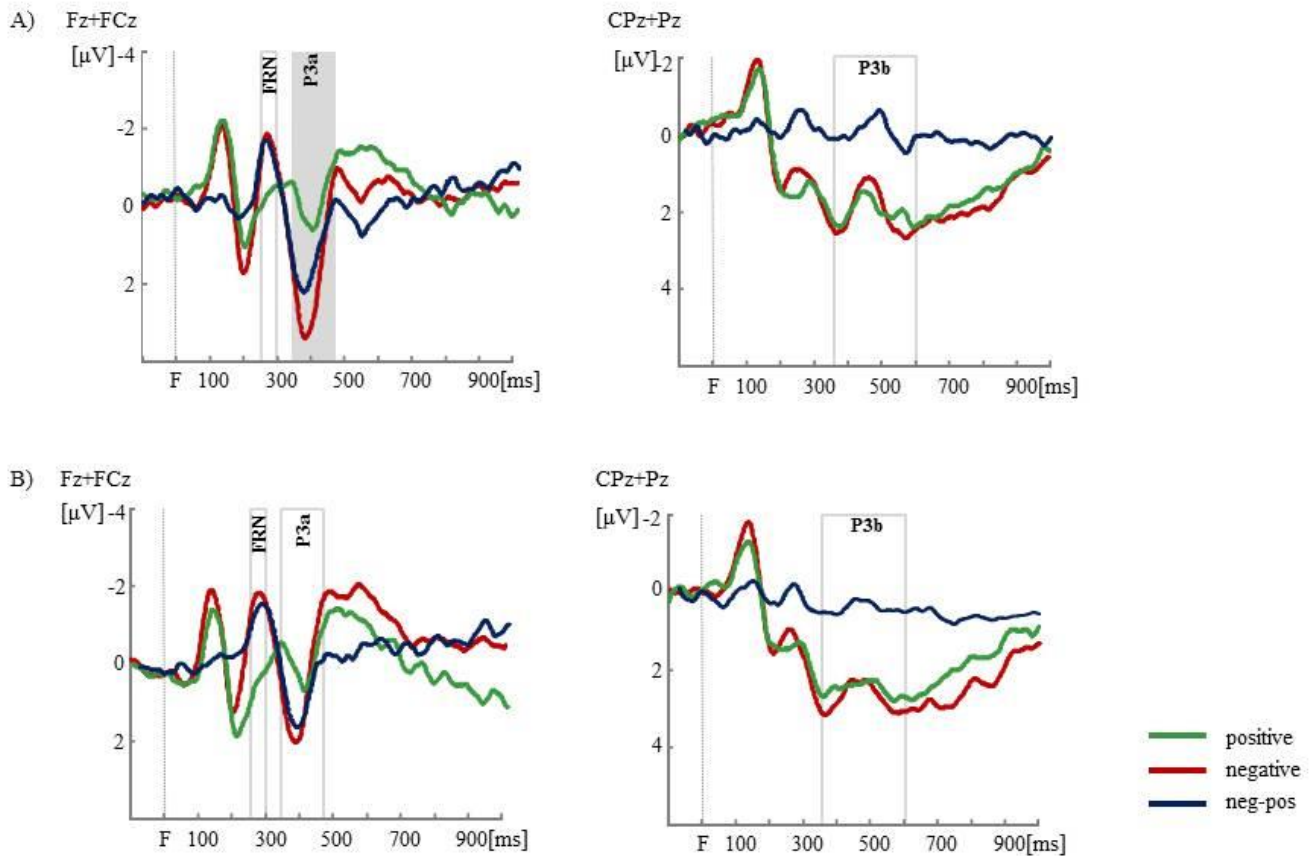 A)
Fz+FCz
[µV] -4
-2
0
2
FRN
P3a
F 100 300 500 700 900[ms]
CPz+Pz
[µV] -2
0
2
4
P3b
F 100 300 500 700 900[ms]
B)
Fz+FCz
[µV] -4
-2
0
2
FRN
P3a
F 100 300 500 700 900[ms]
CPz+Pz
[µV] -2
0
2
4
P3b
F 100 300 500 700 900[ms]
positive
negative
neg-pos